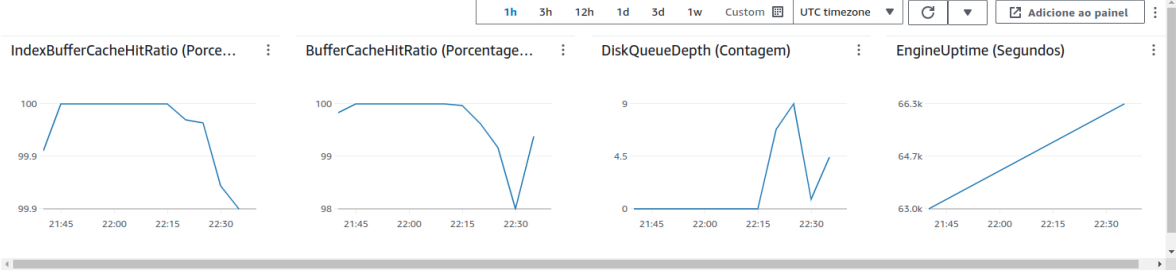 1h 3h 12h 1d 3d 1w Custom UTC timezone Adicione ao painel
IndexBufferCacheHitRatio (Porce...
100
99.9
99.9
21:45 22:00 22:15 22:30
BufferCacheHitRatio (Porcentage...
100
99
98
21:45 22:00 22:15 22:30
DiskQueueDepth (Contagem)
9
4.5
0
21:45 22:00 22:15 22:30
EngineUptime (Segundos)
66.3k
64.7k
63.0k
21:45 22:00 22:15 22:30